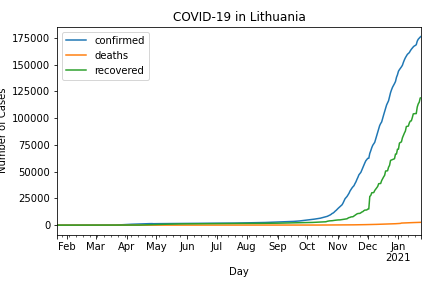 COVID-19 in Lithuania
175000
150000
125000
100000
75000
50000
25000
0
Number of Cases
confirmed
deaths
recovered
Feb Mar Apr May Jun Jul Aug Sep Oct Nov Dec Jan
2021
Day